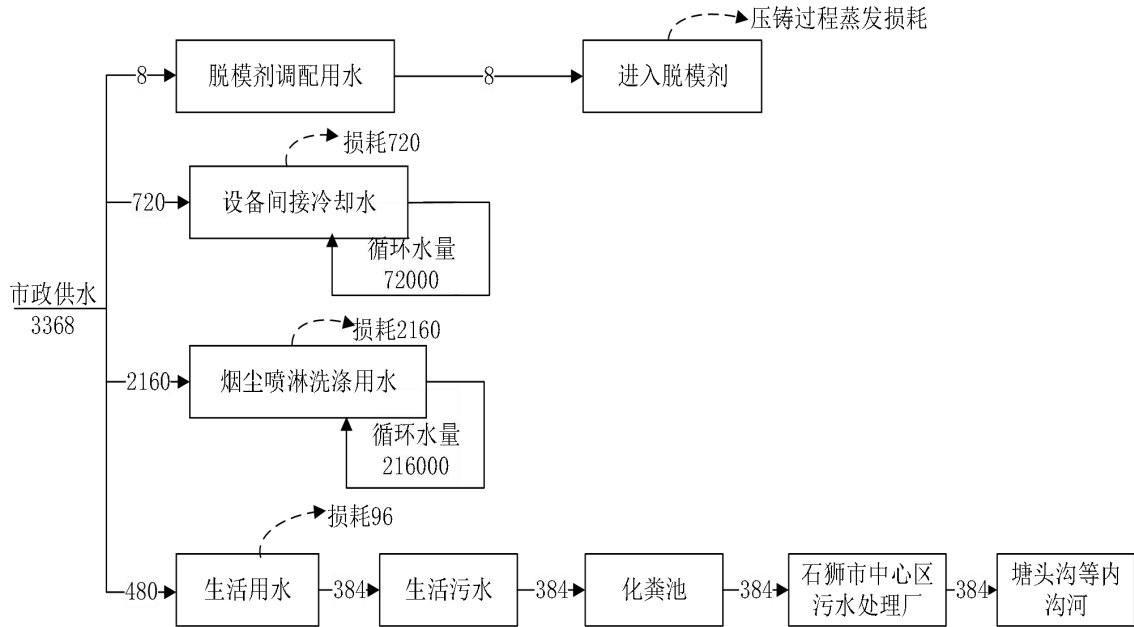 压铸过程蒸发损耗
8
脱模剂调配用水
8
进入脱模剂
损耗720
720
设备间接冷却水
循环水量
72000
市政供水
3368
损耗2160
2160
烟尘喷淋洗涤用水
循环水量
216000
损耗96
480
生活用水
384
生活污水
384
化粪池
384
石狮市中心区
污水处理厂
384
塘头沟等内
沟河